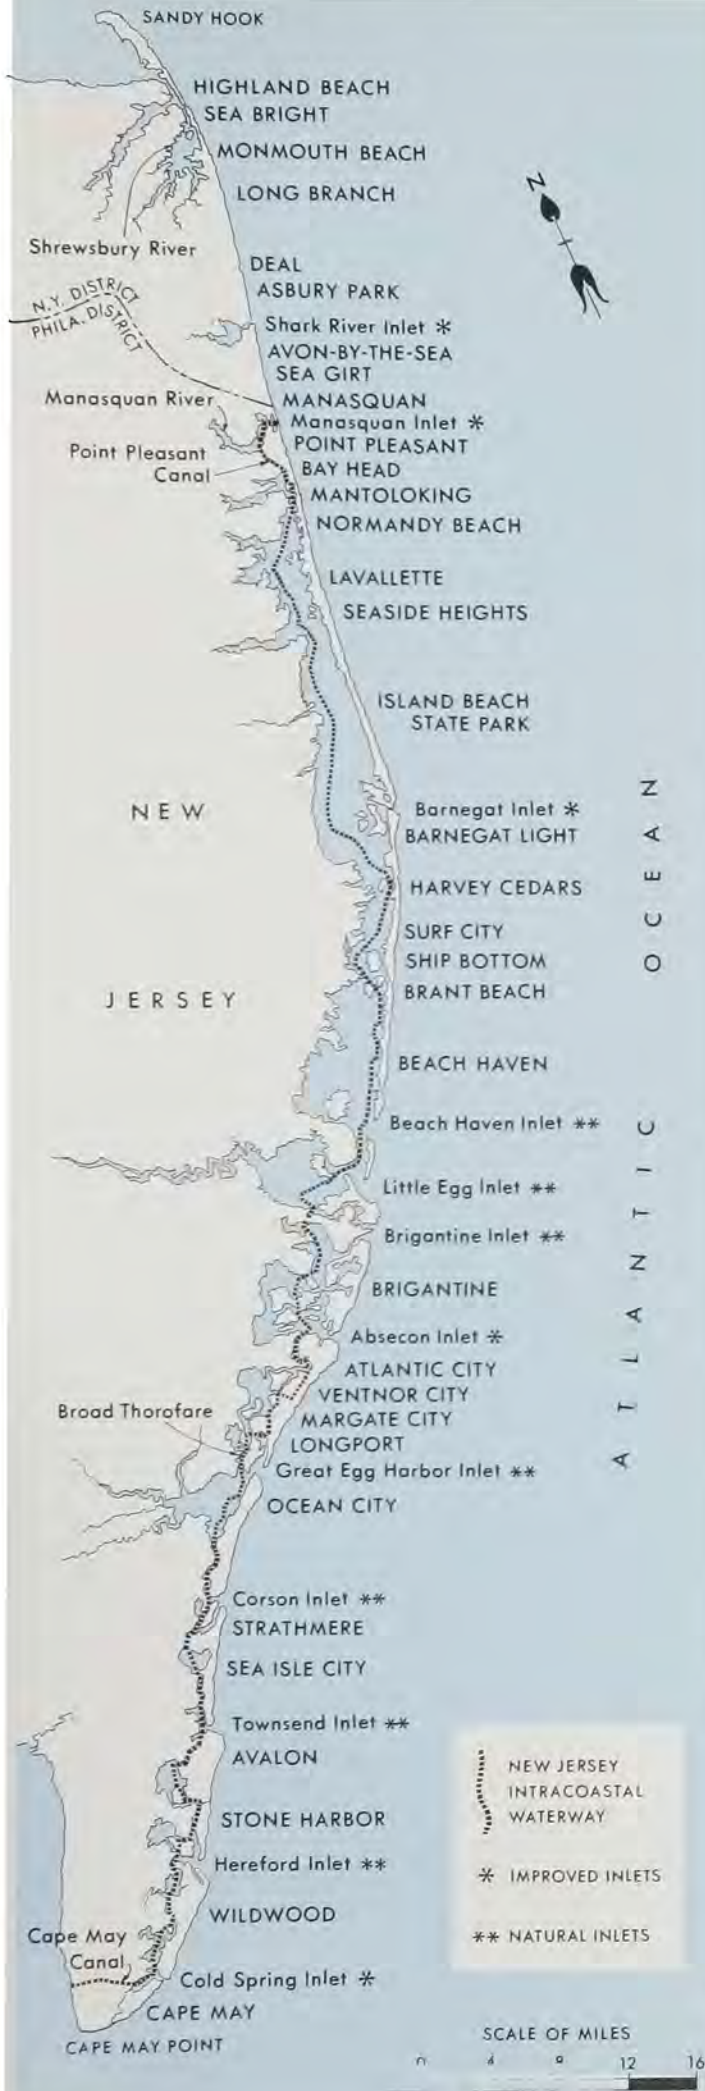 SANDY HOOK
HIGHLAND BEACH
SEA BRIGHT
MONMOUTH BEACH
LONG BRANCH
N
Shrewsbury River
DEAL
ASBURY PARK
N.Y. DISTRICT
PHILA. DISTRICT
Shark River Inlet *
AVON-BY-THE-SEA
SEA GIRT
MANASQUAN
Manasquan River
Manasquan Inlet *
POINT PLEASANT
Point Pleasant
Canal
BAY HEAD
MANTOLOKING
NORMANDY BEACH
LAVALLETTE
SEASIDE HEIGHTS
ISLAND BEACH
STATE PARK
NEW
JERSEY
Barnegat Inlet *
BARNEGAT LIGHT
HARVEY CEDARS
SURF CITY
SHIP BOTTOM
BRANT BEACH
BEACH HAVEN
Beach Haven Inlet **
Little Egg Inlet **
Brigantine Inlet **
BRIGANTINE
Absecon Inlet *
ATLANTIC CITY
VENTNOR CITY
Broad Thorofare
MARGATE CITY
LONGPORT
Great Egg Harbor Inlet **
OCEAN CITY
ATLANTIC OCEAN
Corson Inlet **
STRATHMERE
SEA ISLE CITY
Townsend Inlet **
AVALON
STONE HARBOR
Hereford Inlet **
WILDWOOD
Cape May
Canal
Cold Spring Inlet *
CAPE MAY
CAPE MAY POINT
NEW JERSEY
INTRACOASTAL
WATERWAY
* IMPROVED INLETS
** NATURAL INLETS
SCALE OF MILES
12 16